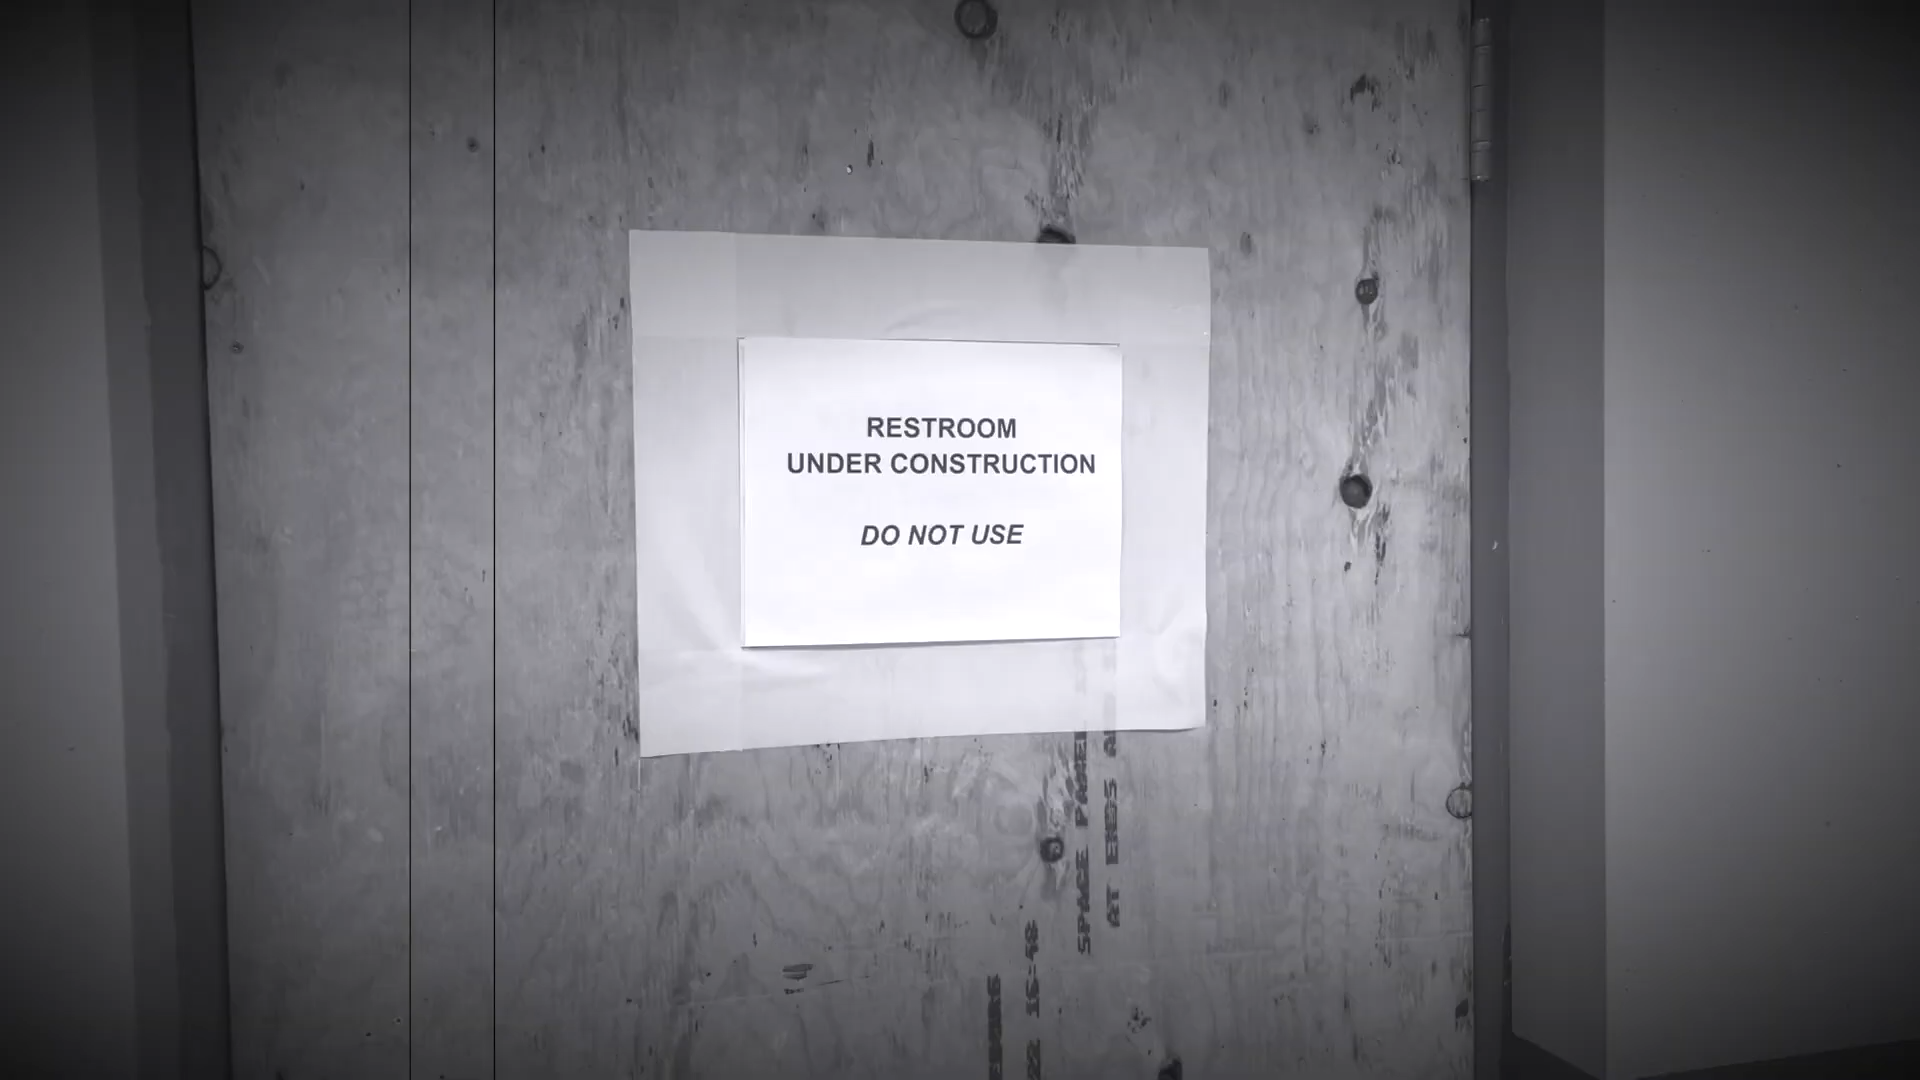 RESTROOM
UNDER CONSTRUCTION
DO NOT USE
SPACE PANEL
AT ENDS A